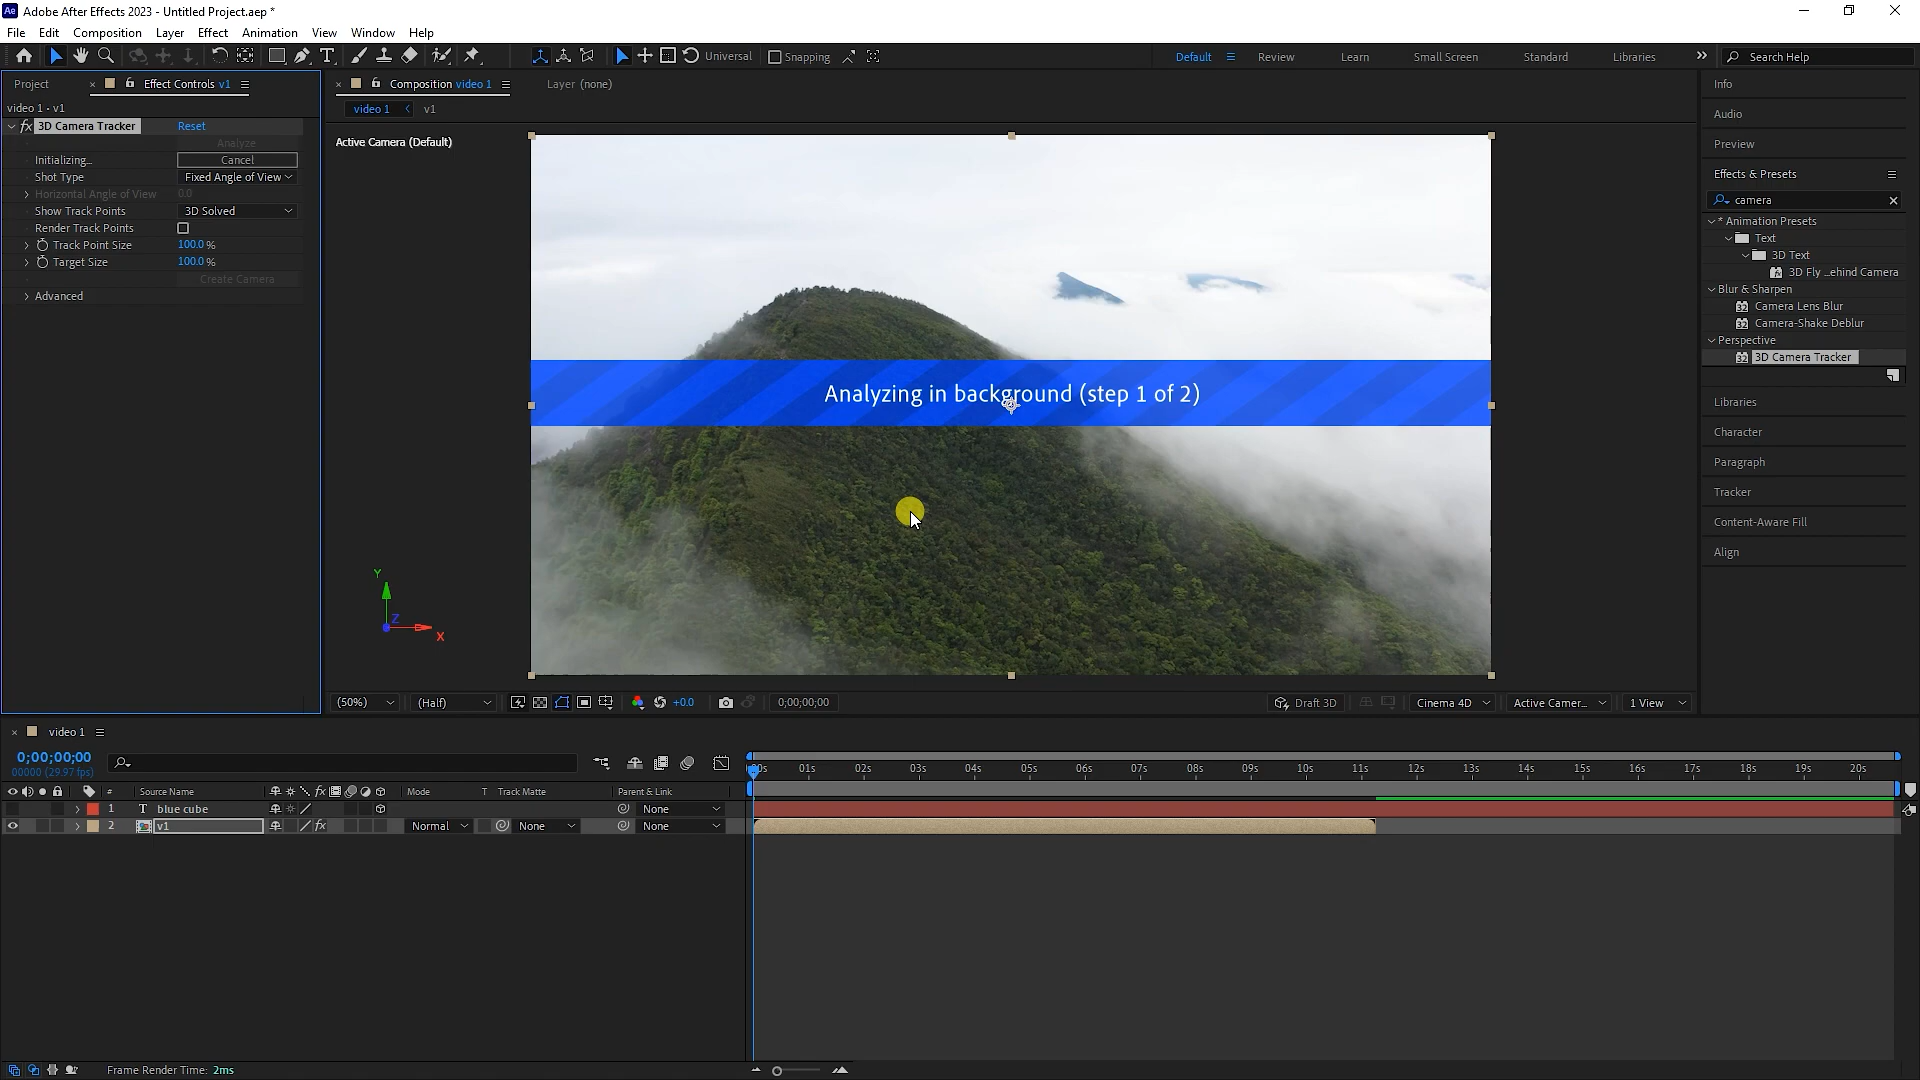 Ae Adobe After Effects 2023 - Untitled Project.aep *
File Edit Composition Layer Effect Animation View Window Help
Universal Snapping Default Review Learn Small Screen Standard Libraries Search Help
Project Effect Controls v1
Composition video 1 Layer (none)
Info
video 1 • v1
video 1 v1
Audio
3D Camera Tracker Reset
Analyze
Active Camera (Default)
Preview
Initializing... Cancel
Shot Type Fixed Angle of View
Effects & Presets
Horizontal Angle of View 0.0
camera
Show Track Points 3D Solved
* Animation Presets
Render Track Points
Text
Track Point Size 100.0 %
3D Text
Target Size 100.0 %
3D Fly ...ehind Camera
Create Camera
Blur & Sharpen
Advanced
Camera Lens Blur
Camera-Shake Deblur
Perspective
3D Camera Tracker
Analyzing in background (step 1 of 2)
Libraries
Character
Paragraph
Tracker
Content-Aware Fill
Align
Y
Z
X
(50%) (Half) +0.0 0;00;00;00 Draft 3D Cinema 4D Active Camer... 1 View
video 1
0;00;00;00
00000 (29.97 fps)
00s 01s 02s 03s 04s 05s 06s 07s 08s 09s 10s 11s 12s 13s 14s 15s 16s 17s 18s 19s 20s
# Source Name fx Mode T Track Matte Parent & Link
1 T blue cube None
2 v1 fx Normal None None
Frame Render Time: 2ms